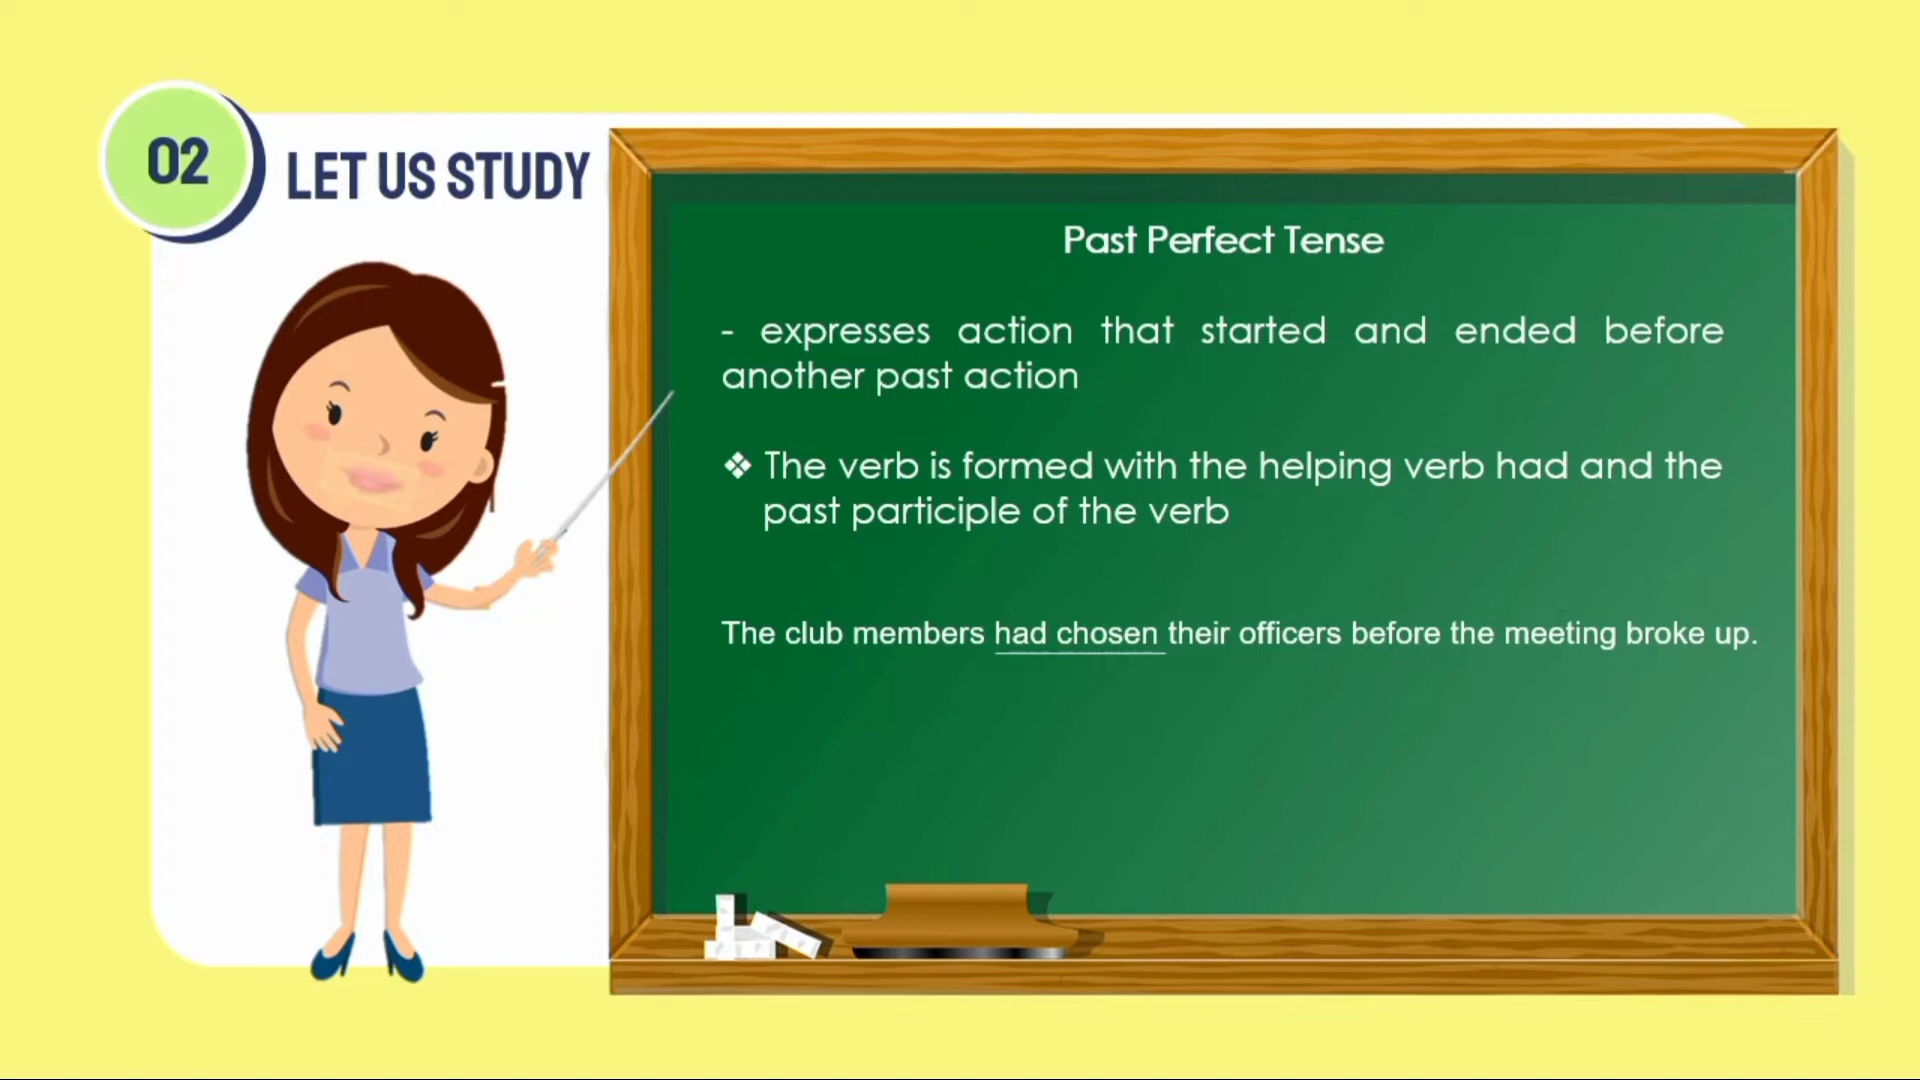 02
LET US STUDY
Past Perfect Tense
- expresses action that started and ended before
another past action
❖ The verb is formed with the helping verb had and the
past participle of the verb
The club members had chosen their officers before the meeting broke up.